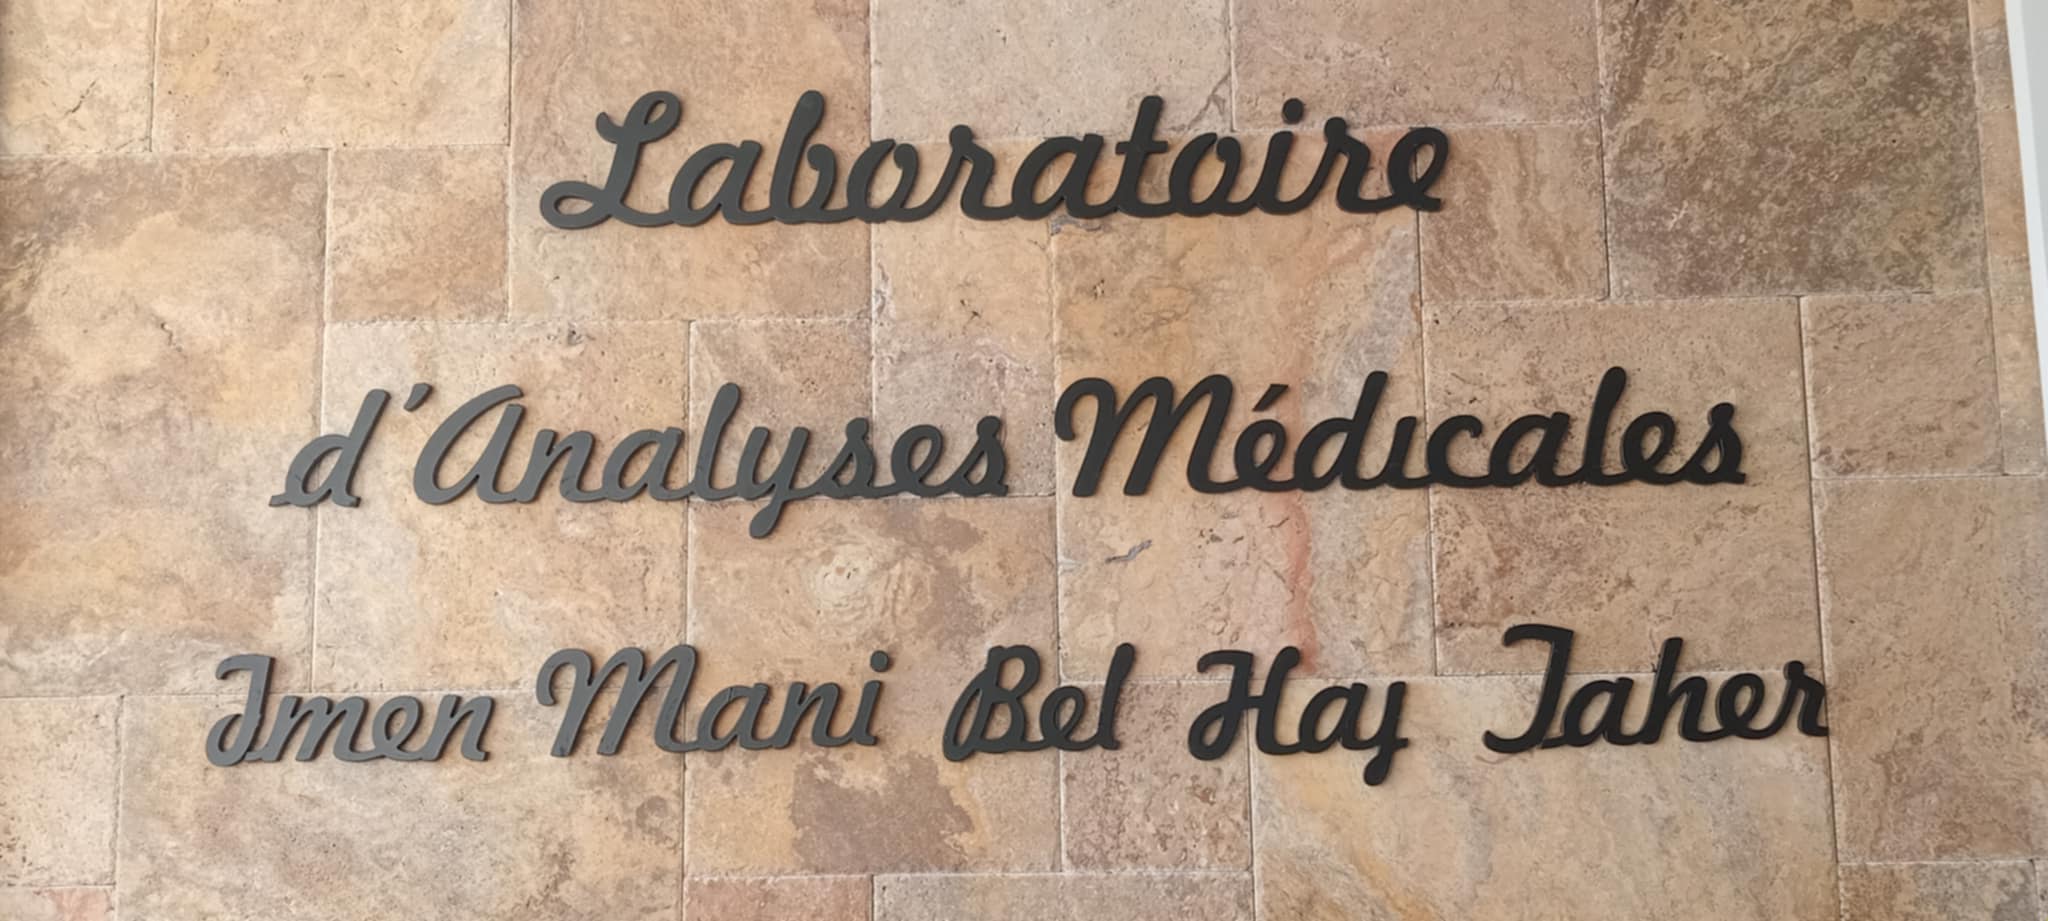 Laboratoire
d'Analyses Médicales
Imen Mani Bel Haj Taher